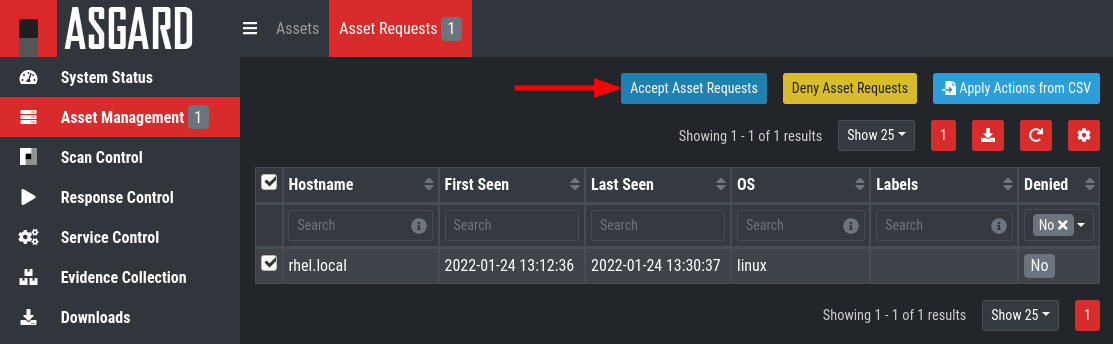 ASGARD
Assets
Asset Requests 1
System Status
Asset Management 1
Scan Control
Response Control
Service Control
Evidence Collection
Downloads
Accept Asset Requests
Deny Asset Requests
Apply Actions from CSV
Showing 1 - 1 of 1 results
Show 25
1
Hostname First Seen Last Seen OS Labels Denied
Search Search Search Search Search No
rhel.local 2022-01-24 13:12:36 2022-01-24 13:30:37 linux No
Showing 1 - 1 of 1 results
Show 25
1